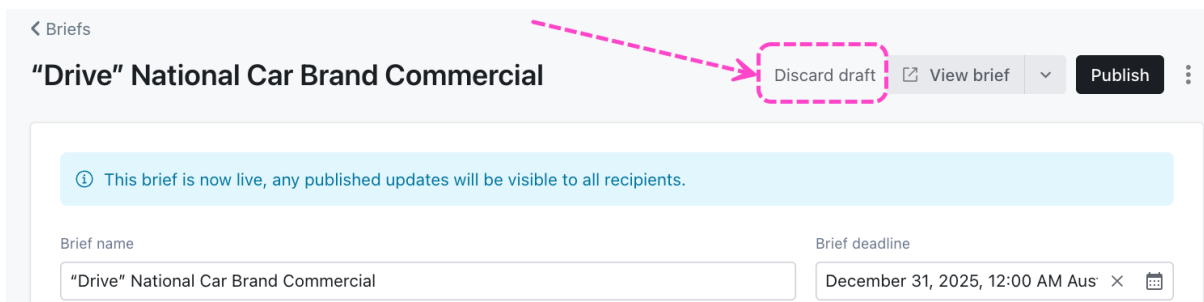 Briefs
“Drive” National Car Brand Commercial
Discard draft
View brief
Publish
This brief is now live, any published updates will be visible to all recipients.
Brief name
Brief deadline
“Drive” National Car Brand Commercial
December 31, 2025, 12:00 AM Aus